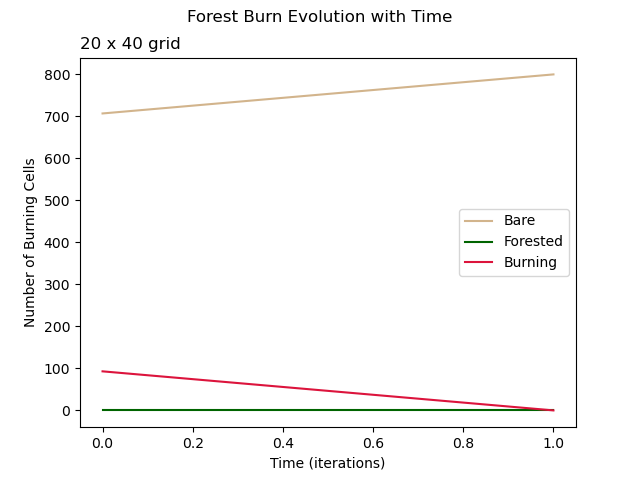 Forest Burn Evolution with Time
20 x 40 grid
Number of Burning Cells
800
700
600
500
400
300
200
100
0
Bare
Forested
Burning
0.0 0.2 0.4 0.6 0.8 1.0
Time (iterations)